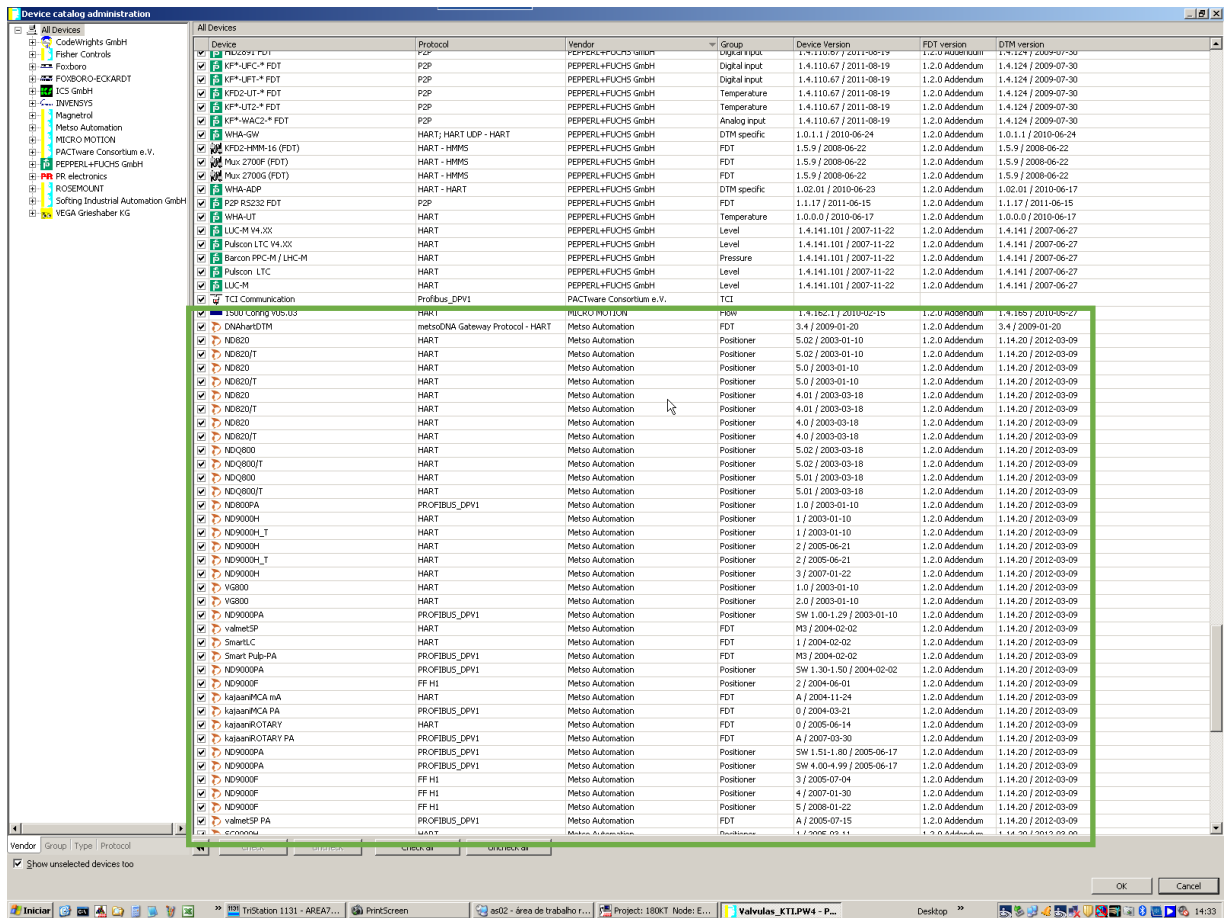 Device catalog administration
All Devices
CodeWrights GmbH
Fisher Controls
Foxboro
FOXBORO-ECKARDT
ICS GmbH
INVENSYS
Magnetrol
Metso Automation
MICRO MOTION
PACTware Consortium e.V.
PEPPERL+FUCHS GmbH
PR electronics
ROSEMOUNT
Softing Industrial Automation GmbH
VEGA Grieshaber KG
All Devices
Device Protocol Vendor Group Device Version FDT version DTM version
HID2891 FDT P2P PEPPERL+FUCHS GmbH Digital input 1.4.110.67 / 2011-08-19 1.2.0 Addendum 1.4.124 / 2009-07-30
KF*-UFC-* FDT P2P PEPPERL+FUCHS GmbH Digital input 1.4.110.67 / 2011-08-19 1.2.0 Addendum 1.4.124 / 2009-07-30
KF*-UFT-* FDT P2P PEPPERL+FUCHS GmbH Digital input 1.4.110.67 / 2011-08-19 1.2.0 Addendum 1.4.124 / 2009-07-30
KFD2-UT-* FDT P2P PEPPERL+FUCHS GmbH Temperature 1.4.110.67 / 2011-08-19 1.2.0 Addendum 1.4.124 / 2009-07-30
KF*-UT2-* FDT P2P PEPPERL+FUCHS GmbH Temperature 1.4.110.67 / 2011-08-19 1.2.0 Addendum 1.4.124 / 2009-07-30
KF*-WAC2-* FDT P2P PEPPERL+FUCHS GmbH Analog input 1.4.110.67 / 2011-08-19 1.2.0 Addendum 1.4.124 / 2009-07-30
WHA-GW HART; HART UDP - HART PEPPERL+FUCHS GmbH DTM specific 1.0.1.1 / 2010-06-24 1.2.0 Addendum 1.0.1.1 / 2010-06-24
KFD2-HMM-16 (FDT) HART - HMMS PEPPERL+FUCHS GmbH FDT 1.5.9 / 2008-06-22 1.2.0 Addendum 1.5.9 / 2008-06-22
Mux 2700F (FDT) HART - HMMS PEPPERL+FUCHS GmbH FDT 1.5.9 / 2008-06-22 1.2.0 Addendum 1.5.9 / 2008-06-22
Mux 2700G (FDT) HART - HMMS PEPPERL+FUCHS GmbH FDT 1.5.9 / 2008-06-22 1.2.0 Addendum 1.5.9 / 2008-06-22
WHA-ADP HART - HART PEPPERL+FUCHS GmbH DTM specific 1.02.01 / 2010-06-23 1.2.0 Addendum 1.02.01 / 2010-06-17
P2P RS232 FDT P2P PEPPERL+FUCHS GmbH FDT 1.1.17 / 2011-06-15 1.2.0 Addendum 1.1.17 / 2011-06-15
WHA-UT HART PEPPERL+FUCHS GmbH Temperature 1.0.0.0 / 2010-06-17 1.2.0 Addendum 1.0.0.0 / 2010-06-17
LUC-M V4.XX HART PEPPERL+FUCHS GmbH Level 1.4.141.101 / 2007-11-22 1.2.0 Addendum 1.4.141 / 2007-06-27
Pulscon LTC V4.XX HART PEPPERL+FUCHS GmbH Level 1.4.141.101 / 2007-11-22 1.2.0 Addendum 1.4.141 / 2007-06-27
Barcon PPC-M / LHC-M HART PEPPERL+FUCHS GmbH Pressure 1.4.141.101 / 2007-11-22 1.2.0 Addendum 1.4.141 / 2007-06-27
Pulscon LTC HART PEPPERL+FUCHS GmbH Level 1.4.141.101 / 2007-11-22 1.2.0 Addendum 1.4.141 / 2007-06-27
LUC-M HART PEPPERL+FUCHS GmbH Level 1.4.141.101 / 2007-11-22 1.2.0 Addendum 1.4.141 / 2007-06-27
TCI Communication Profibus_DPV1 PACTware Consortium e.V. TCI
1500 Config V05.03 HART MICRO MOTION Flow 1.4.162.1 / 2010-02-15 1.2.0 Addendum 1.4.165 / 2010-05-27
DNAhartDTM metsoDNA Gateway Protocol - HART Metso Automation FDT 3.4 / 2009-01-20 1.2.0 Addendum 3.4 / 2009-01-20
ND820 HART Metso Automation Positioner 5.02 / 2003-01-10 1.2.0 Addendum 1.14.20 / 2012-03-09
ND820/T HART Metso Automation Positioner 5.02 / 2003-01-10 1.2.0 Addendum 1.14.20 / 2012-03-09
ND820 HART Metso Automation Positioner 5.0 / 2003-01-10 1.2.0 Addendum 1.14.20 / 2012-03-09
ND820/T HART Metso Automation Positioner 5.0 / 2003-01-10 1.2.0 Addendum 1.14.20 / 2012-03-09
ND820 HART Metso Automation Positioner 4.01 / 2003-03-18 1.2.0 Addendum 1.14.20 / 2012-03-09
ND820/T HART Metso Automation Positioner 4.01 / 2003-03-18 1.2.0 Addendum 1.14.20 / 2012-03-09
ND820 HART Metso Automation Positioner 4.0 / 2003-03-18 1.2.0 Addendum 1.14.20 / 2012-03-09
ND820/T HART Metso Automation Positioner 4.0 / 2003-03-18 1.2.0 Addendum 1.14.20 / 2012-03-09
NDQ800 HART Metso Automation Positioner 5.02 / 2003-03-18 1.2.0 Addendum 1.14.20 / 2012-03-09
NDQ800/T HART Metso Automation Positioner 5.02 / 2003-03-18 1.2.0 Addendum 1.14.20 / 2012-03-09
NDQ800 HART Metso Automation Positioner 5.01 / 2003-03-18 1.2.0 Addendum 1.14.20 / 2012-03-09
NDQ800/T HART Metso Automation Positioner 5.01 / 2003-03-18 1.2.0 Addendum 1.14.20 / 2012-03-09
ND800PA PROFIBUS_DPV1 Metso Automation Positioner 1.0 / 2003-01-10 1.2.0 Addendum 1.14.20 / 2012-03-09
ND9000H HART Metso Automation Positioner 1 / 2003-01-10 1.2.0 Addendum 1.14.20 / 2012-03-09
ND9000H_T HART Metso Automation Positioner 1 / 2003-01-10 1.2.0 Addendum 1.14.20 / 2012-03-09
ND9000H HART Metso Automation Positioner 2 / 2005-06-21 1.2.0 Addendum 1.14.20 / 2012-03-09
ND9000H_T HART Metso Automation Positioner 2 / 2005-06-21 1.2.0 Addendum 1.14.20 / 2012-03-09
ND9000H HART Metso Automation Positioner 3 / 2007-01-22 1.2.0 Addendum 1.14.20 / 2012-03-09
VG800 HART Metso Automation Positioner 1.0 / 2003-01-10 1.2.0 Addendum 1.14.20 / 2012-03-09
VG800 HART Metso Automation Positioner 2.0 / 2003-01-10 1.2.0 Addendum 1.14.20 / 2012-03-09
ND9000PA PROFIBUS_DPV1 Metso Automation Positioner SW 1.00-1.29 / 2003-01-10 1.2.0 Addendum 1.14.20 / 2012-03-09
valmetSP HART Metso Automation FDT M3 / 2004-02-02 1.2.0 Addendum 1.14.20 / 2012-03-09
SmartLC HART Metso Automation FDT 1 / 2004-02-02 1.2.0 Addendum 1.14.20 / 2012-03-09
Smart Pulp-PA PROFIBUS_DPV1 Metso Automation FDT M3 / 2004-02-02 1.2.0 Addendum 1.14.20 / 2012-03-09
ND9000PA PROFIBUS_DPV1 Metso Automation Positioner SW 1.30-1.50 / 2004-02-02 1.2.0 Addendum 1.14.20 / 2012-03-09
ND9000F FF H1 Metso Automation Positioner 2 / 2004-06-01 1.2.0 Addendum 1.14.20 / 2012-03-09
kajaaniMCA mA HART Metso Automation FDT A / 2004-11-24 1.2.0 Addendum 1.14.20 / 2012-03-09
kajaaniMCA PA PROFIBUS_DPV1 Metso Automation FDT 0 / 2004-03-21 1.2.0 Addendum 1.14.20 / 2012-03-09
kajaaniROTARY HART Metso Automation FDT 0 / 2005-06-14 1.2.0 Addendum 1.14.20 / 2012-03-09
kajaaniROTARY PA PROFIBUS_DPV1 Metso Automation FDT A / 2007-03-30 1.2.0 Addendum 1.14.20 / 2012-03-09
ND9000PA PROFIBUS_DPV1 Metso Automation Positioner SW 1.51-1.80 / 2005-06-17 1.2.0 Addendum 1.14.20 / 2012-03-09
ND9000PA PROFIBUS_DPV1 Metso Automation Positioner SW 4.00-4.99 / 2005-06-17 1.2.0 Addendum 1.14.20 / 2012-03-09
ND9000F FF H1 Metso Automation Positioner 3 / 2005-07-04 1.2.0 Addendum 1.14.20 / 2012-03-09
ND9000F FF H1 Metso Automation Positioner 4 / 2007-01-30 1.2.0 Addendum 1.14.20 / 2012-03-09
ND9000F FF H1 Metso Automation Positioner 5 / 2008-01-22 1.2.0 Addendum 1.14.20 / 2012-03-09
valmetSP PA PROFIBUS_DPV1 Metso Automation FDT A / 2005-07-15 1.2.0 Addendum 1.14.20 / 2012-03-09
HART Metso Automation Positioner 1.2.0 Addendum 1.14.20 / 2012-03-09
Vendor Group Type Protocol
Check Uncheck Check all Uncheck all
Show unselected devices too
OK Cancel
Iniciar TriStation 1131 - AREA7... PrintScreen as02 - área de trabalho r... Project: 180KT Node: E... Valvulas_KTI.PW4 - P... Desktop 14:33